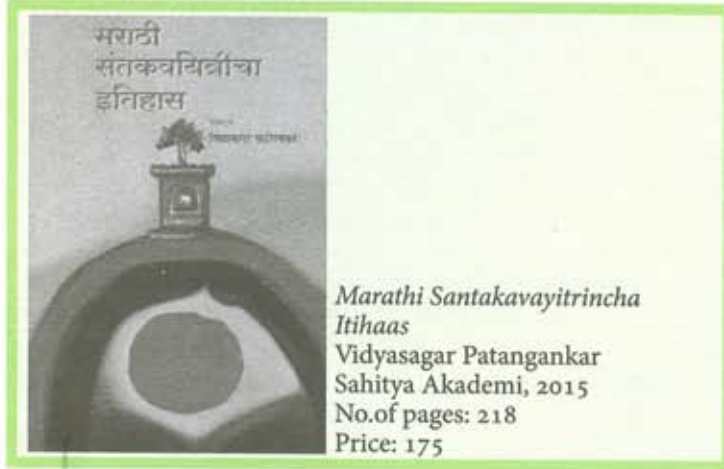 मराठी
संतकवयित्रींचा
इतिहास
Marathi Santakavayitrincha
Itihaas
Vidyasagar Patangankar
Sahitya Akademi, 2015
No.of pages: 218
Price: 175